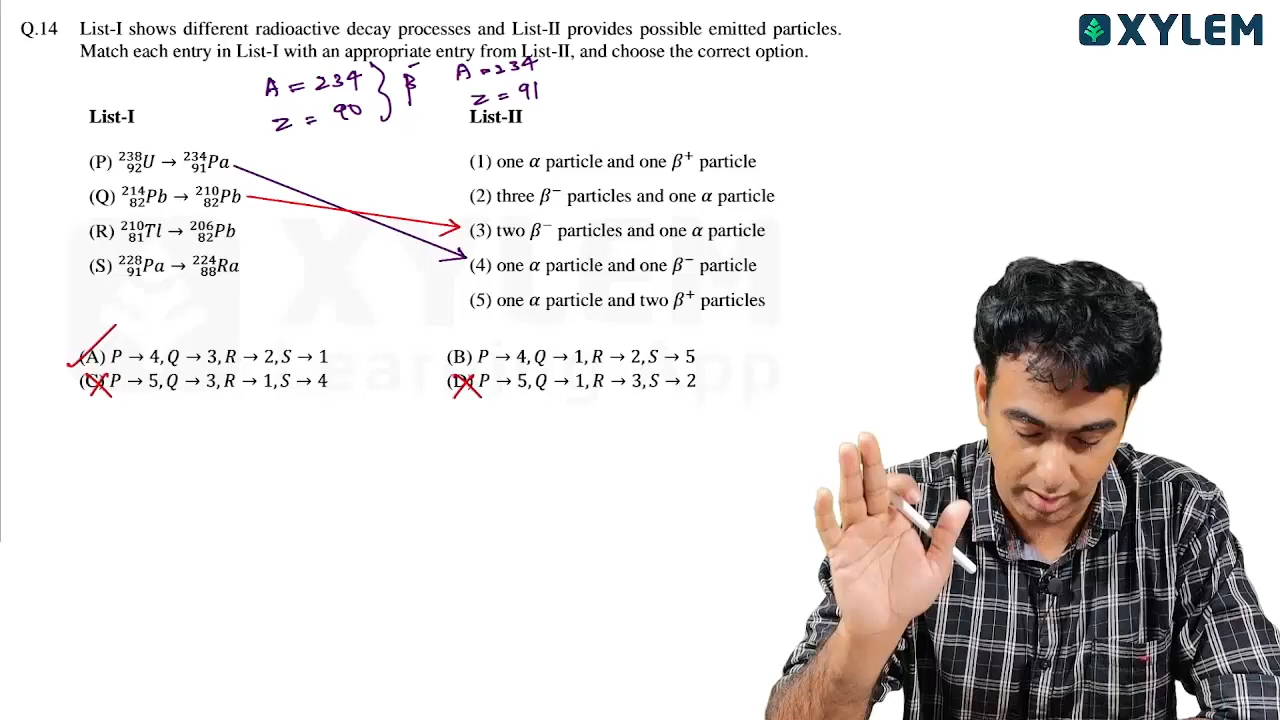 Q.14 List-I shows different radioactive decay processes and List-II provides possible emitted particles.
Match each entry in List-I with an appropriate entry from List-II, and choose the correct option.
XYLEM
A = 234
Z = 90
} β⁻
A = 234
Z = 91
List-I
List-II
(P) ²³⁸₉₂U → ²³⁴₉₁Pa
(1) one α particle and one β⁺ particle
(Q) ²¹⁴₈₂Pb → ²¹⁰₈₂Pb
(2) three β⁻ particles and one α particle
(R) ²¹⁰₈₁Tl → ²⁰⁶₈₂Pb
(3) two β⁻ particles and one α particle
(S) ²²⁸₉₁Pa → ²²⁴₈₈Ra
(4) one α particle and one β⁻ particle
(5) one α particle and two β⁺ particles
(A) P → 4, Q → 3, R → 2, S → 1
(B) P → 4, Q → 1, R → 2, S → 5
(C) P → 5, Q → 3, R → 1, S → 4
(D) P → 5, Q → 1, R → 3, S → 2
XYLEM
Learning App